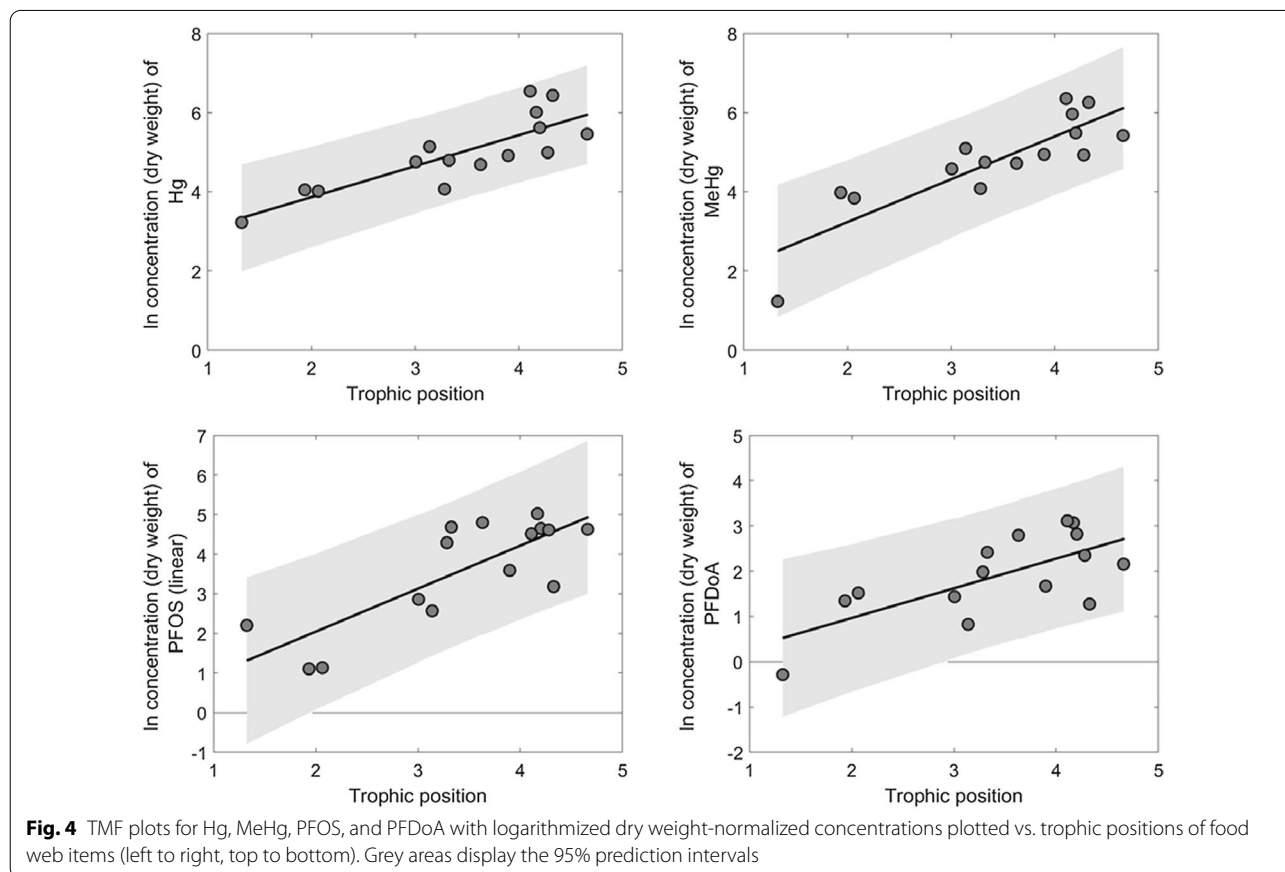 8
6
4
2
0
1 2 3 4 5
Trophic position
ln concentration (dry weight) of
Hg
8
6
4
2
0
1 2 3 4 5
Trophic position
ln concentration (dry weight) of
MeHg
7
6
5
4
3
2
1
0
-1
1 2 3 4 5
Trophic position
ln concentration (dry weight) of
PFOS (linear)
5
4
3
2
1
0
-1
-2
1 2 3 4 5
Trophic position
ln concentration (dry weight) of
PFDoA
Fig. 4 TMF plots for Hg, MeHg, PFOS, and PFDoA with logarithmized dry weight-normalized concentrations plotted vs. trophic positions of food
web items (left to right, top to bottom). Grey areas display the 95% prediction intervals